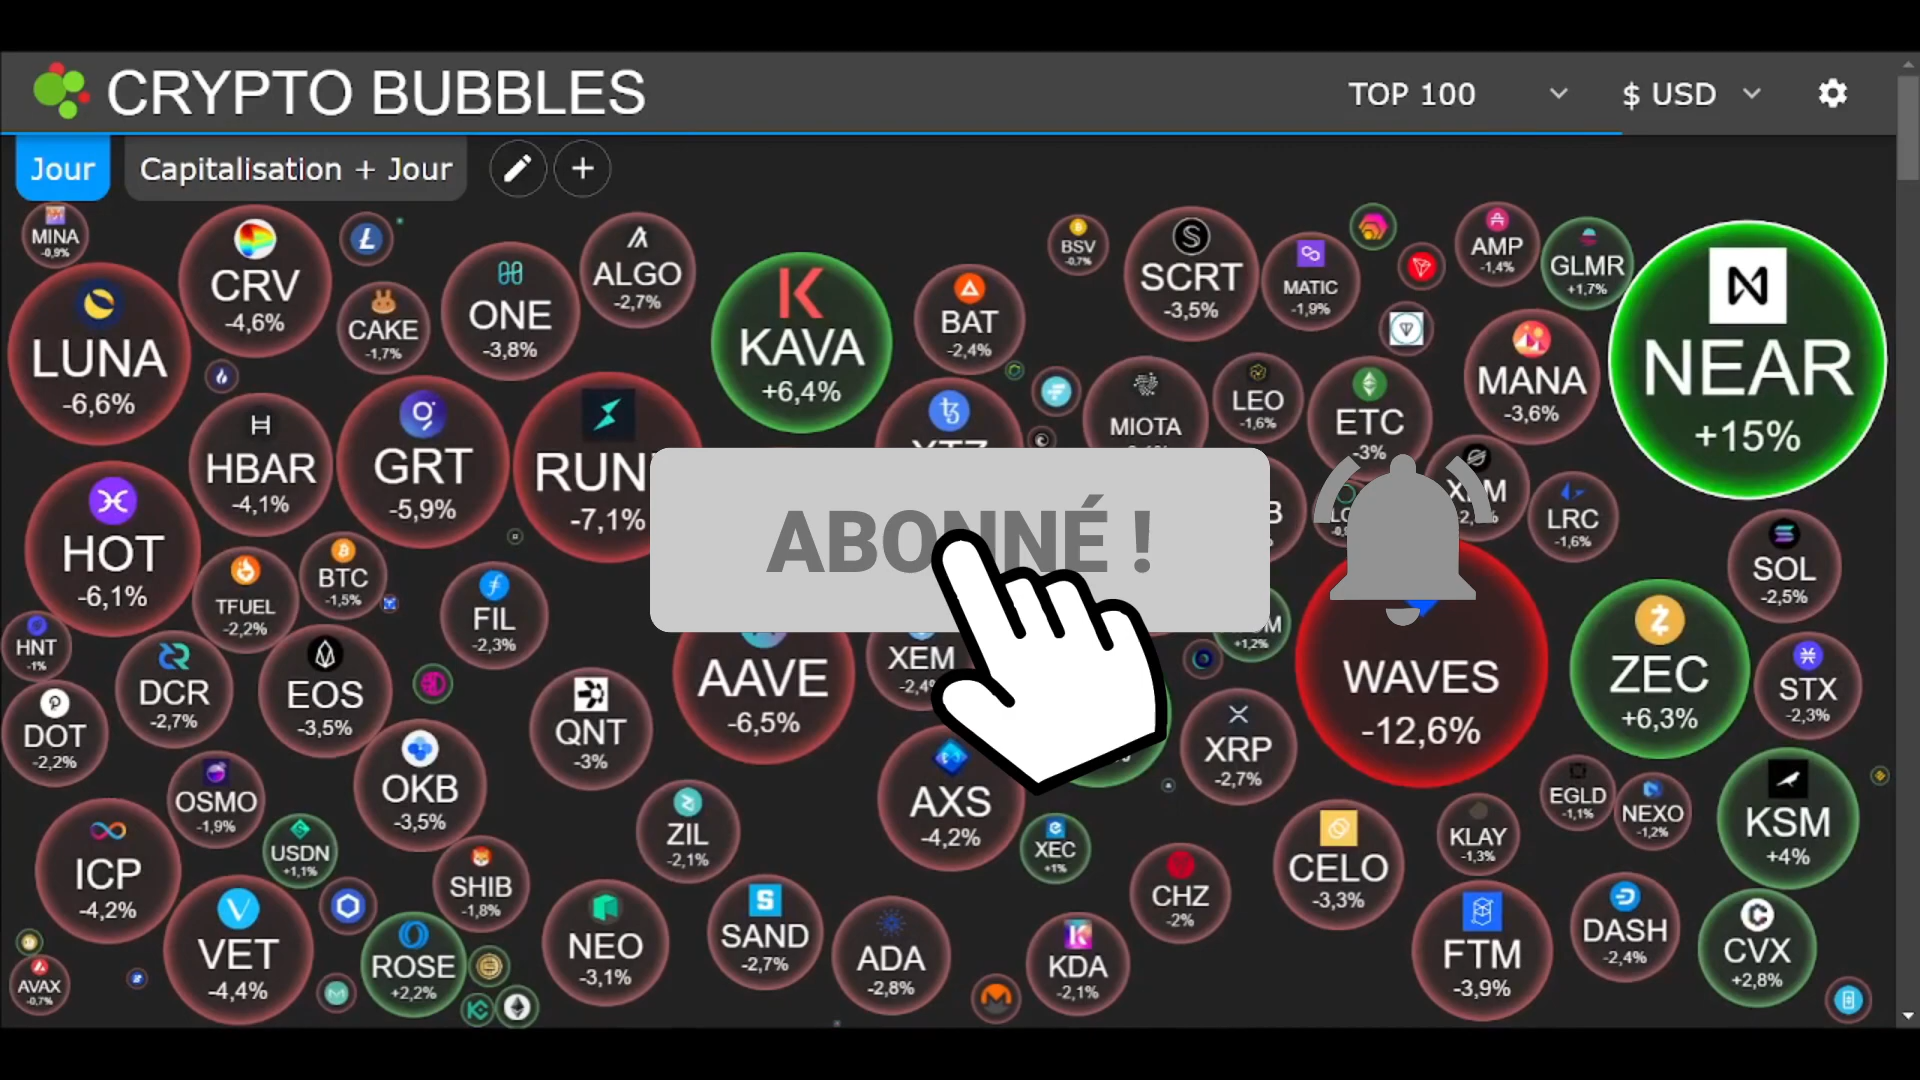 CRYPTO BUBBLES
TOP 100
$ USD
Jour
Capitalisation + Jour
MINA
-0,9%
CRV
-4,6%
LUNA
-6,6%
CAKE
-1,7%
ONE
-3,8%
ALGO
-2,7%
KAVA
+6,4%
BAT
-2,4%
BSV
-0,7%
SCRT
-3,5%
MATIC
-1,9%
AMP
-1,4%
GLMR
+1,7%
NEAR
+15%
MANA
-3,6%
LEO
-1,6%
ETC
-3%
MIOTA
HBAR
-4,1%
GRT
-5,9%
-7,1%
ABONNÉ !
LRC
-1,6%
HOT
-6,1%
TFUEL
-2,2%
BTC
-1,5%
FIL
-2,3%
SOL
-2,5%
HNT
-1%
DCR
-2,7%
EOS
-3,5%
AAVE
-6,5%
XEM
+1,2%
WAVES
-12,6%
ZEC
+6,3%
STX
-2,3%
DOT
-2,2%
QNT
-3%
XRP
-2,7%
OSMO
-1,9%
OKB
-3,5%
AXS
-4,2%
EGLD
-1,1%
NEXO
-1,2%
KSM
+4%
ICP
-4,2%
USDN
+1,1%
SHIB
-1,8%
ZIL
-2,1%
XEC
+1%
CHZ
-2%
CELO
-3,3%
KLAY
-1,3%
VET
-4,4%
ROSE
+2,2%
NEO
-3,1%
SAND
-2,7%
ADA
-2,8%
KDA
-2,1%
FTM
-3,9%
DASH
-2,4%
CVX
+2,8%
AVAX
-0,7%